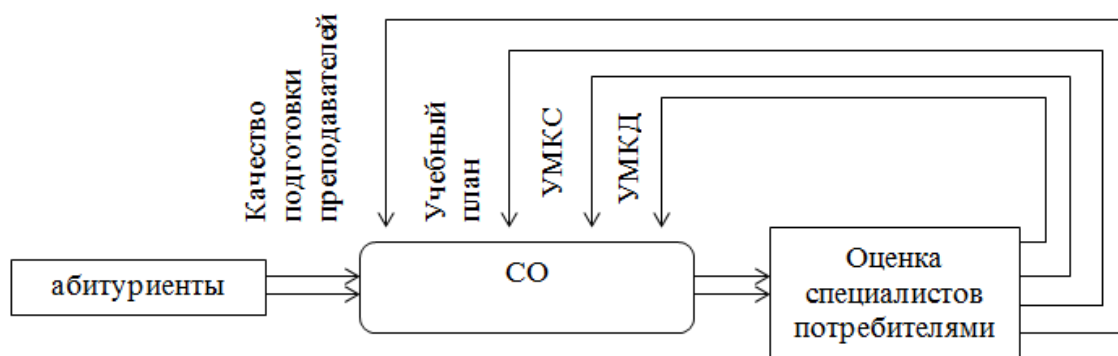 Качество
подготовки
преподавателей
Учебный
план
УМКС
УМКД
абитуриенты
СО
Оценка
специалистов
потребителями